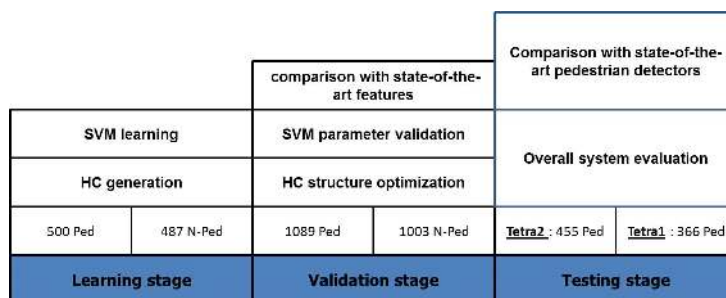 Comparison with state-of-the-
art pedestrian detectors
comparison with state-of-the-
art features
SVM learning
SVM parameter validation
Overall system evaluation
HC generation
HC structure optimization
500 Ped
487 N-Ped
1089 Ped
1003 N-Ped
Tetra2 : 455 Ped
Tetra1 : 366 Ped
Learning stage
Validation stage
Testing stage